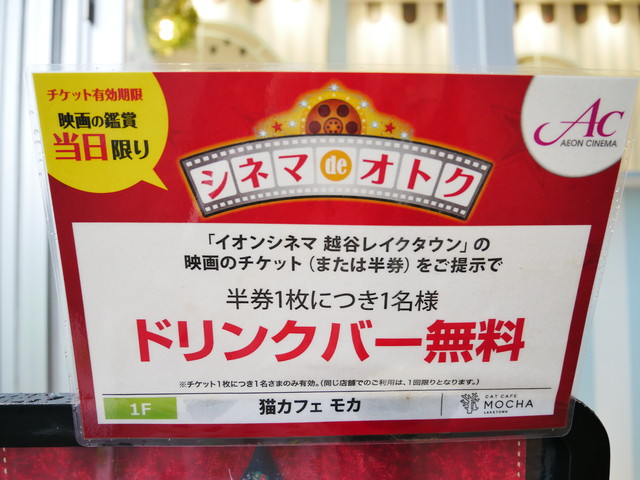 チケット有効期限
映画の鑑賞
当日限り
シネマ de オトク
AC
AEON CINEMA
「イオンシネマ 越谷レイクタウン」の
映画のチケット（または半券）をご提示で
半券1枚につき1名様
ドリンクバー無料
※チケット1枚につき1名さまのみ有効。（同じ店舗でのご利用は、1回限りとなります。）
1F 猫カフェ モカ
CAT CAFE
MOCHA
LAKETOWN